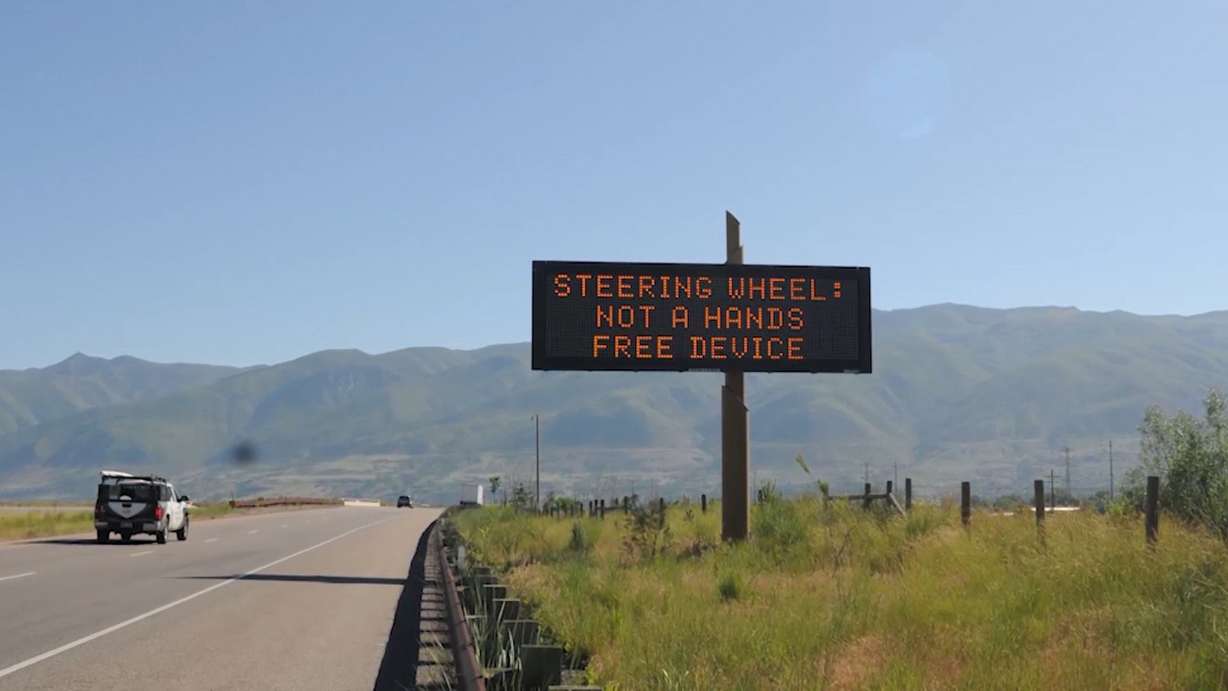 STEERING WHEEL:
NOT A HANDS
FREE DEVICE